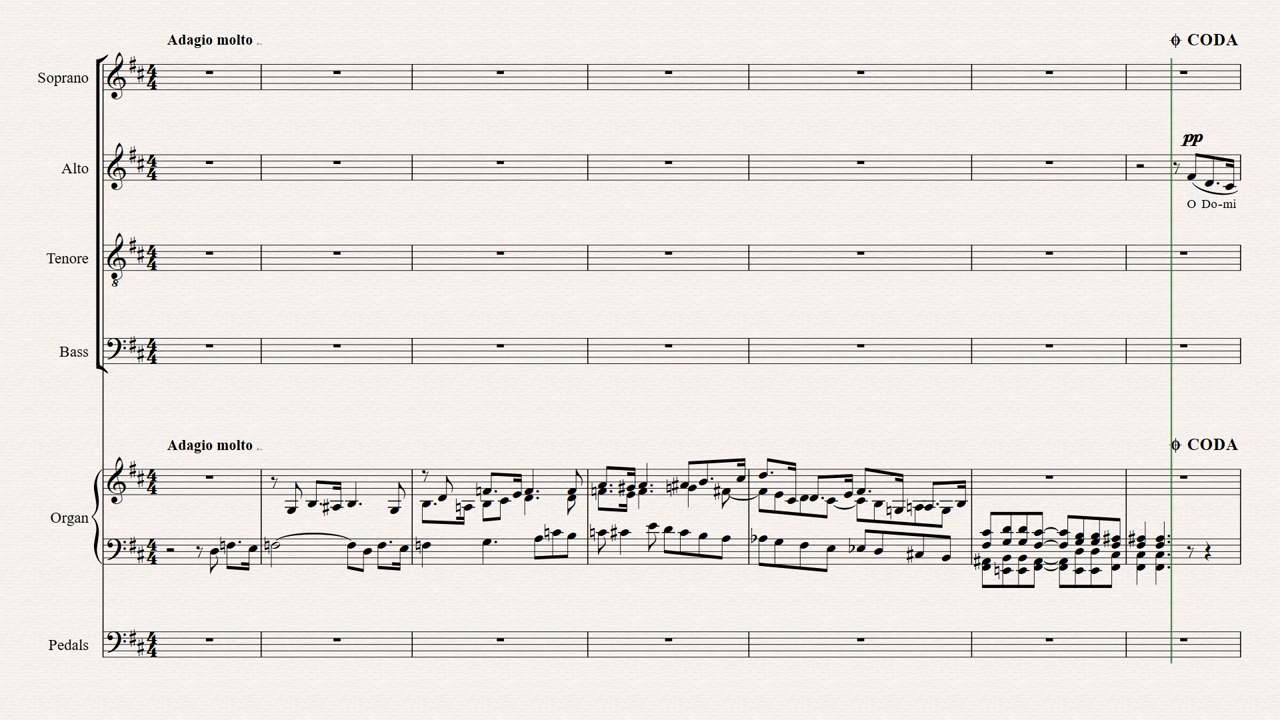 Adagio molto
CODA
Soprano
pp
Alto
O Do-mi
Tenore
Bass
Adagio molto
CODA
Organ
Pedals